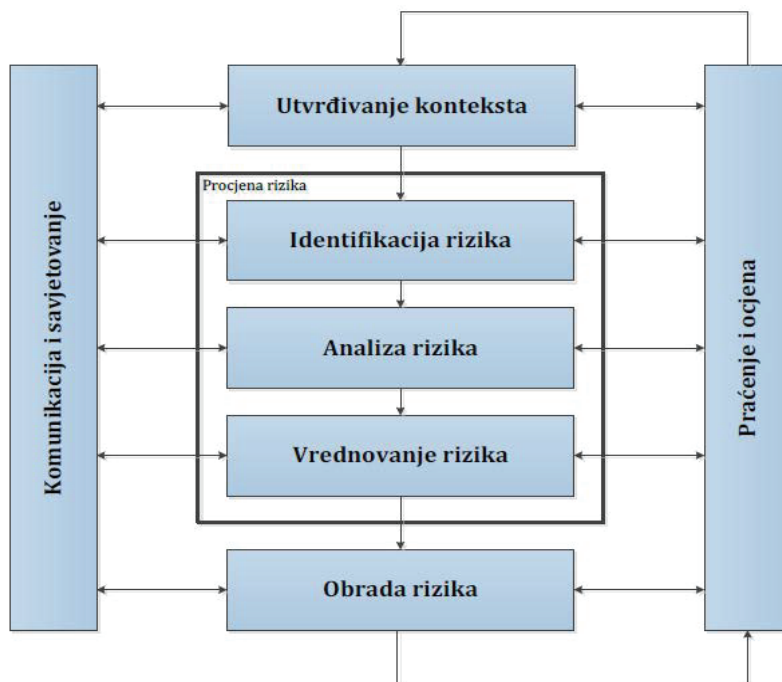 Utvrđivanje konteksta
Procjena rizika
Identifikacija rizika
Analiza rizika
Vrednovanje rizika
Obrada rizika
Komunikacija i savjetovanje
Praćenje i ocjena